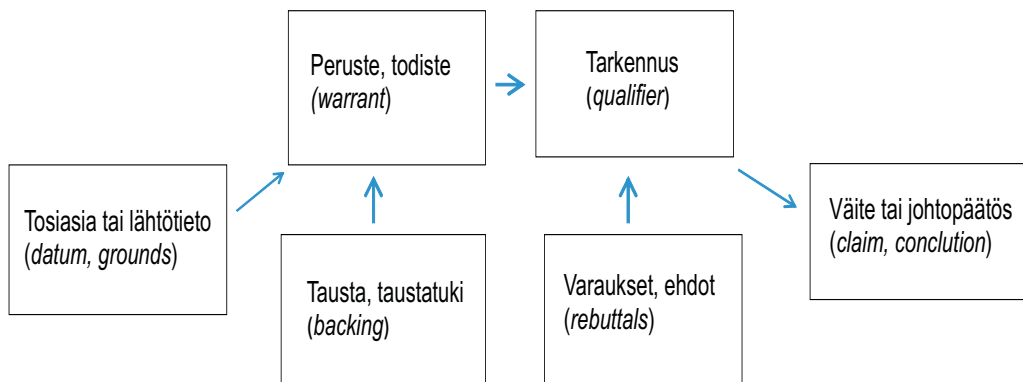 Peruste, todiste
(warrant)
Tarkennus
(qualifier)
Tosiasia tai lähtötieto
(datum, grounds)
Väite tai johtopäätös
(claim, conclution)
Tausta, taustatuki
(backing)
Varaukset, ehdot
(rebuttals)